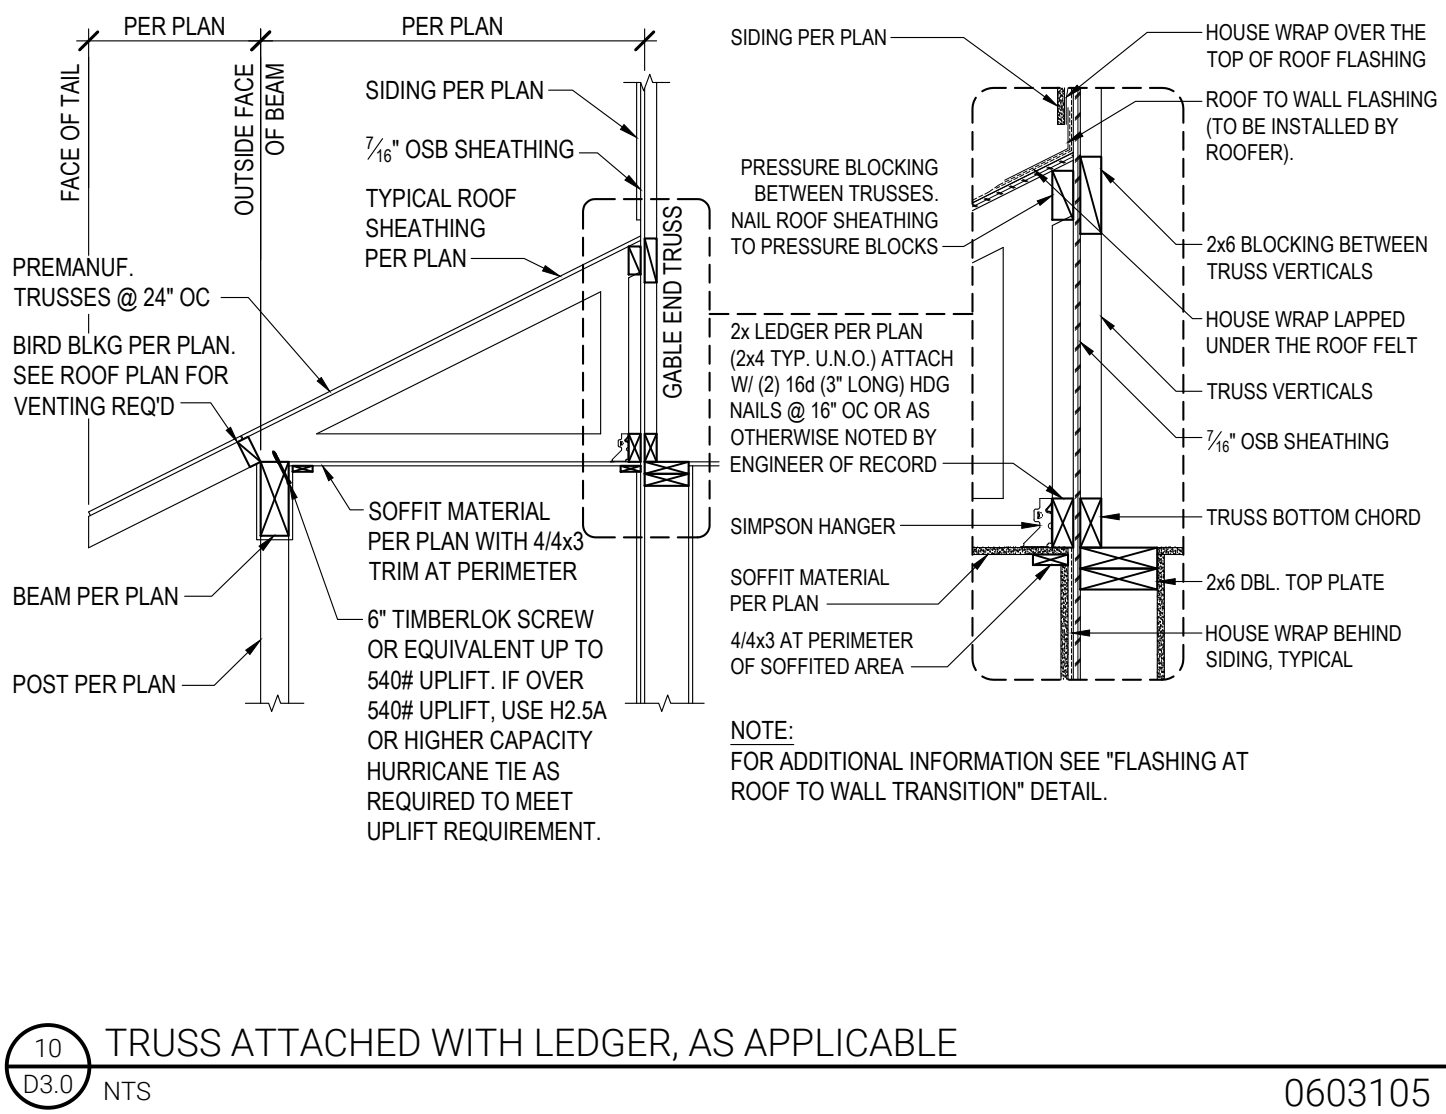 PER PLAN
PER PLAN
FACE OF TAIL
OUTSIDE FACE
OF BEAM
SIDING PER PLAN
7/16" OSB SHEATHING
TYPICAL ROOF
SHEATHING
PER PLAN
PREMANUF.
TRUSSES @ 24" OC
BIRD BLKG PER PLAN.
SEE ROOF PLAN FOR
VENTING REQ'D
BEAM PER PLAN
POST PER PLAN
GABLE END TRUSS
SOFFIT MATERIAL
PER PLAN WITH 4/4x3
TRIM AT PERIMETER
6" TIMBERLOK SCREW
OR EQUIVALENT UP TO
540# UPLIFT. IF OVER
540# UPLIFT, USE H2.5A
OR HIGHER CAPACITY
HURRICANE TIE AS
REQUIRED TO MEET
UPLIFT REQUIREMENT.
SIDING PER PLAN
PRESSURE BLOCKING
BETWEEN TRUSSES.
NAIL ROOF SHEATHING
TO PRESSURE BLOCKS
2x LEDGER PER PLAN
(2x4 TYP. U.N.O.) ATTACH
W/ (2) 16d (3" LONG) HDG
NAILS @ 16" OC OR AS
OTHERWISE NOTED BY
ENGINEER OF RECORD
SIMPSON HANGER
SOFFIT MATERIAL
PER PLAN
4/4x3 AT PERIMETER
OF SOFFITED AREA
HOUSE WRAP OVER THE
TOP OF ROOF FLASHING
ROOF TO WALL FLASHING
(TO BE INSTALLED BY
ROOFER).
2x6 BLOCKING BETWEEN
TRUSS VERTICALS
HOUSE WRAP LAPPED
UNDER THE ROOF FELT
TRUSS VERTICALS
7/16" OSB SHEATHING
TRUSS BOTTOM CHORD
2x6 DBL. TOP PLATE
HOUSE WRAP BEHIND
SIDING, TYPICAL
NOTE:
FOR ADDITIONAL INFORMATION SEE "FLASHING AT
ROOF TO WALL TRANSITION" DETAIL.
10
D3.0
TRUSS ATTACHED WITH LEDGER, AS APPLICABLE
NTS
0603105